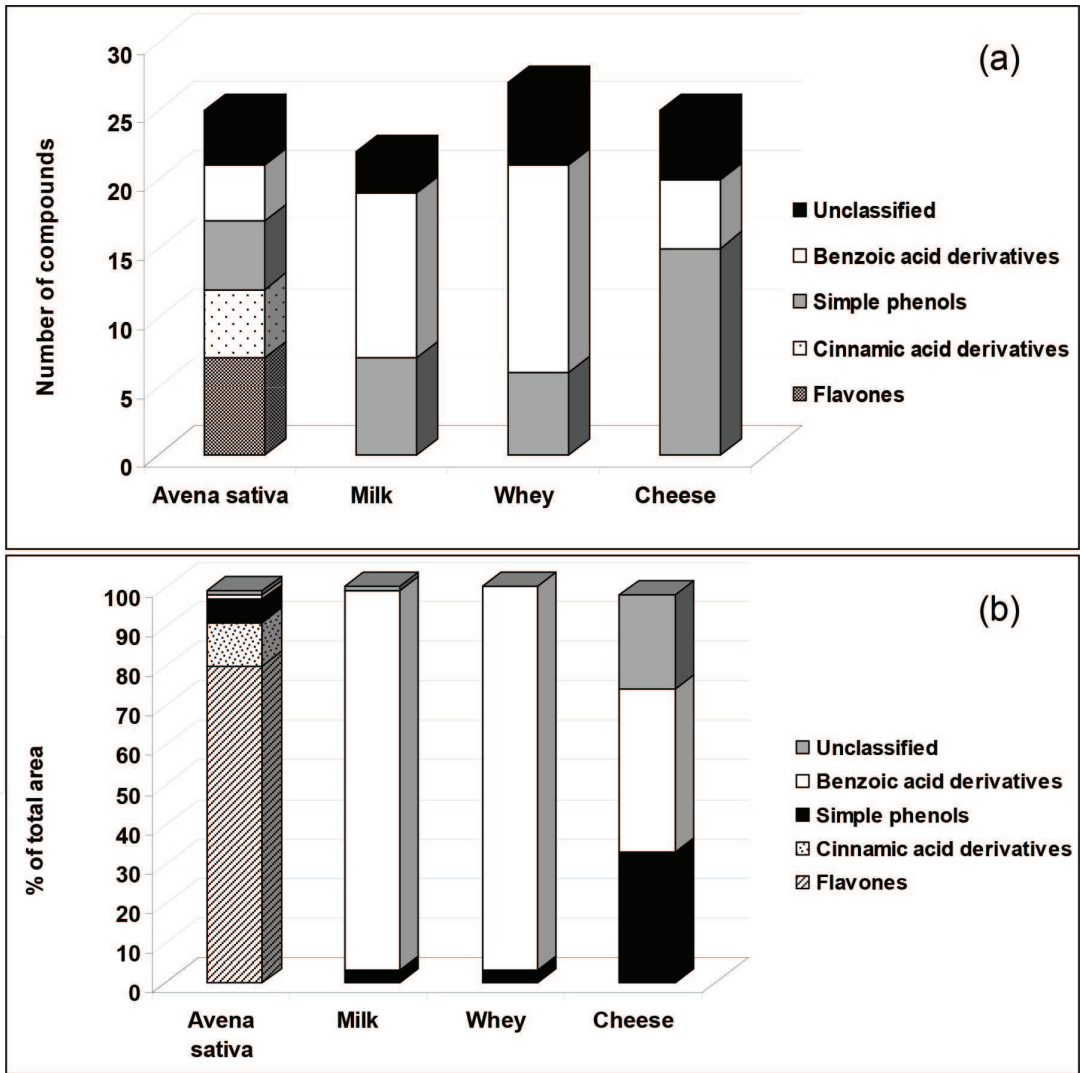 (a)
Number of compounds
30
25
20
15
10
5
0
Avena sativa
Milk
Whey
Cheese
Unclassified
Benzoic acid derivatives
Simple phenols
Cinnamic acid derivatives
Flavones
(b)
% of total area
100
90
80
70
60
50
40
30
20
10
0
Avena
sativa
Milk
Whey
Cheese
Unclassified
Benzoic acid derivatives
Simple phenols
Cinnamic acid derivatives
Flavones